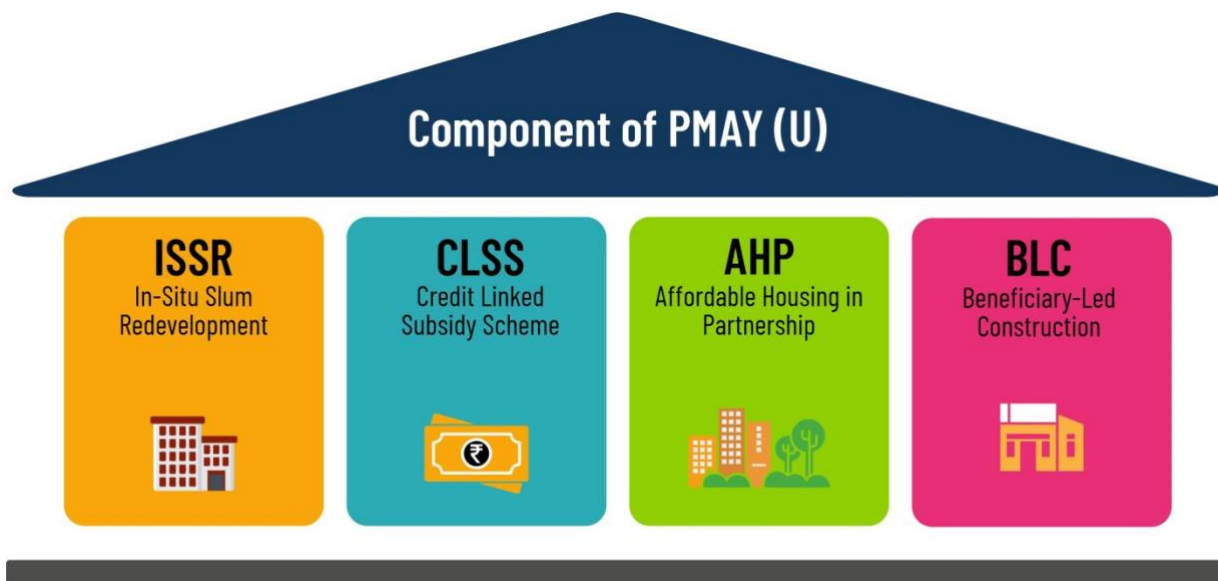 Component of PMAY (U)
ISSR
In-Situ Slum
Redevelopment
CLSS
Credit Linked
Subsidy Scheme
₹
AHP
Affordable Housing in
Partnership
BLC
Beneficiary-Led
Construction